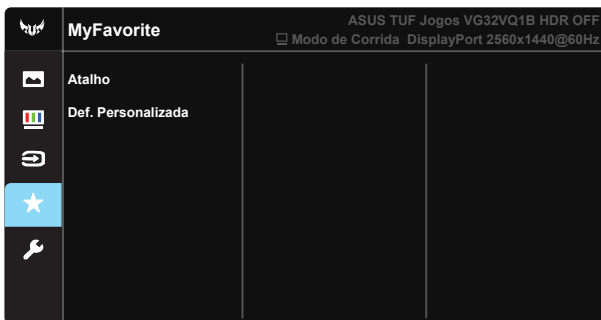 MyFavorite
ASUS TUF Jogos VG32VQ1B HDR OFF
Modo de Corrida DisplayPort 2560x1440@60Hz
Atalho
Def. Personalizada